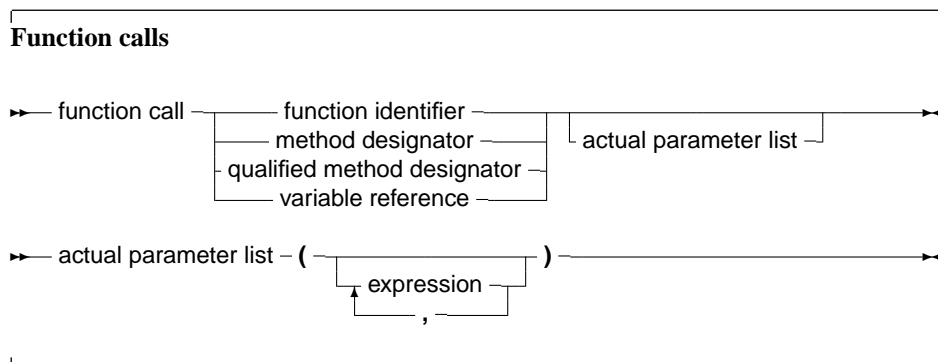 Function calls
function call function identifier
method designator actual parameter list
qualified method designator
variable reference
actual parameter list ( )
expression
,